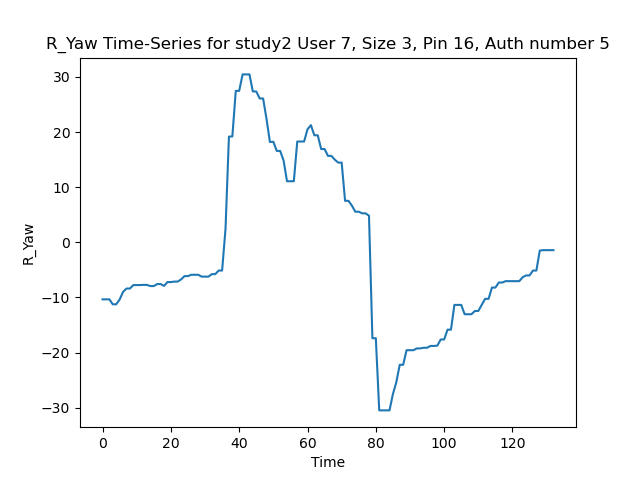 R_Yaw Time-Series for study2 User 7, Size 3, Pin 16, Auth number 5
30
20
10
0
−10
−20
−30
R_Yaw
0 20 40 60 80 100 120
Time